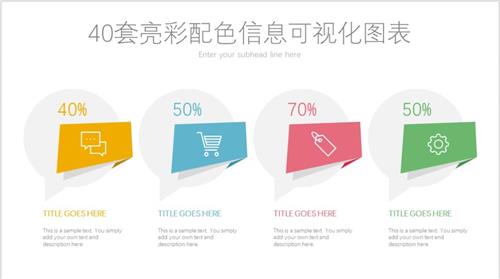 40套亮彩配色信息可视化图表
Enter your subhead line here
40%
50%
70%
50%
TITLE GOES HERE
TITLE GOES HERE
TITLE GOES HERE
TITLE GOES HERE
This is a sample text. You simply
add your own text and
description here.
This is a sample text. You simply
add your own text and
description here.
This is a sample text. You simply
add your own text and
description here.
This is a sample text. You simply
add your own text and
description here.